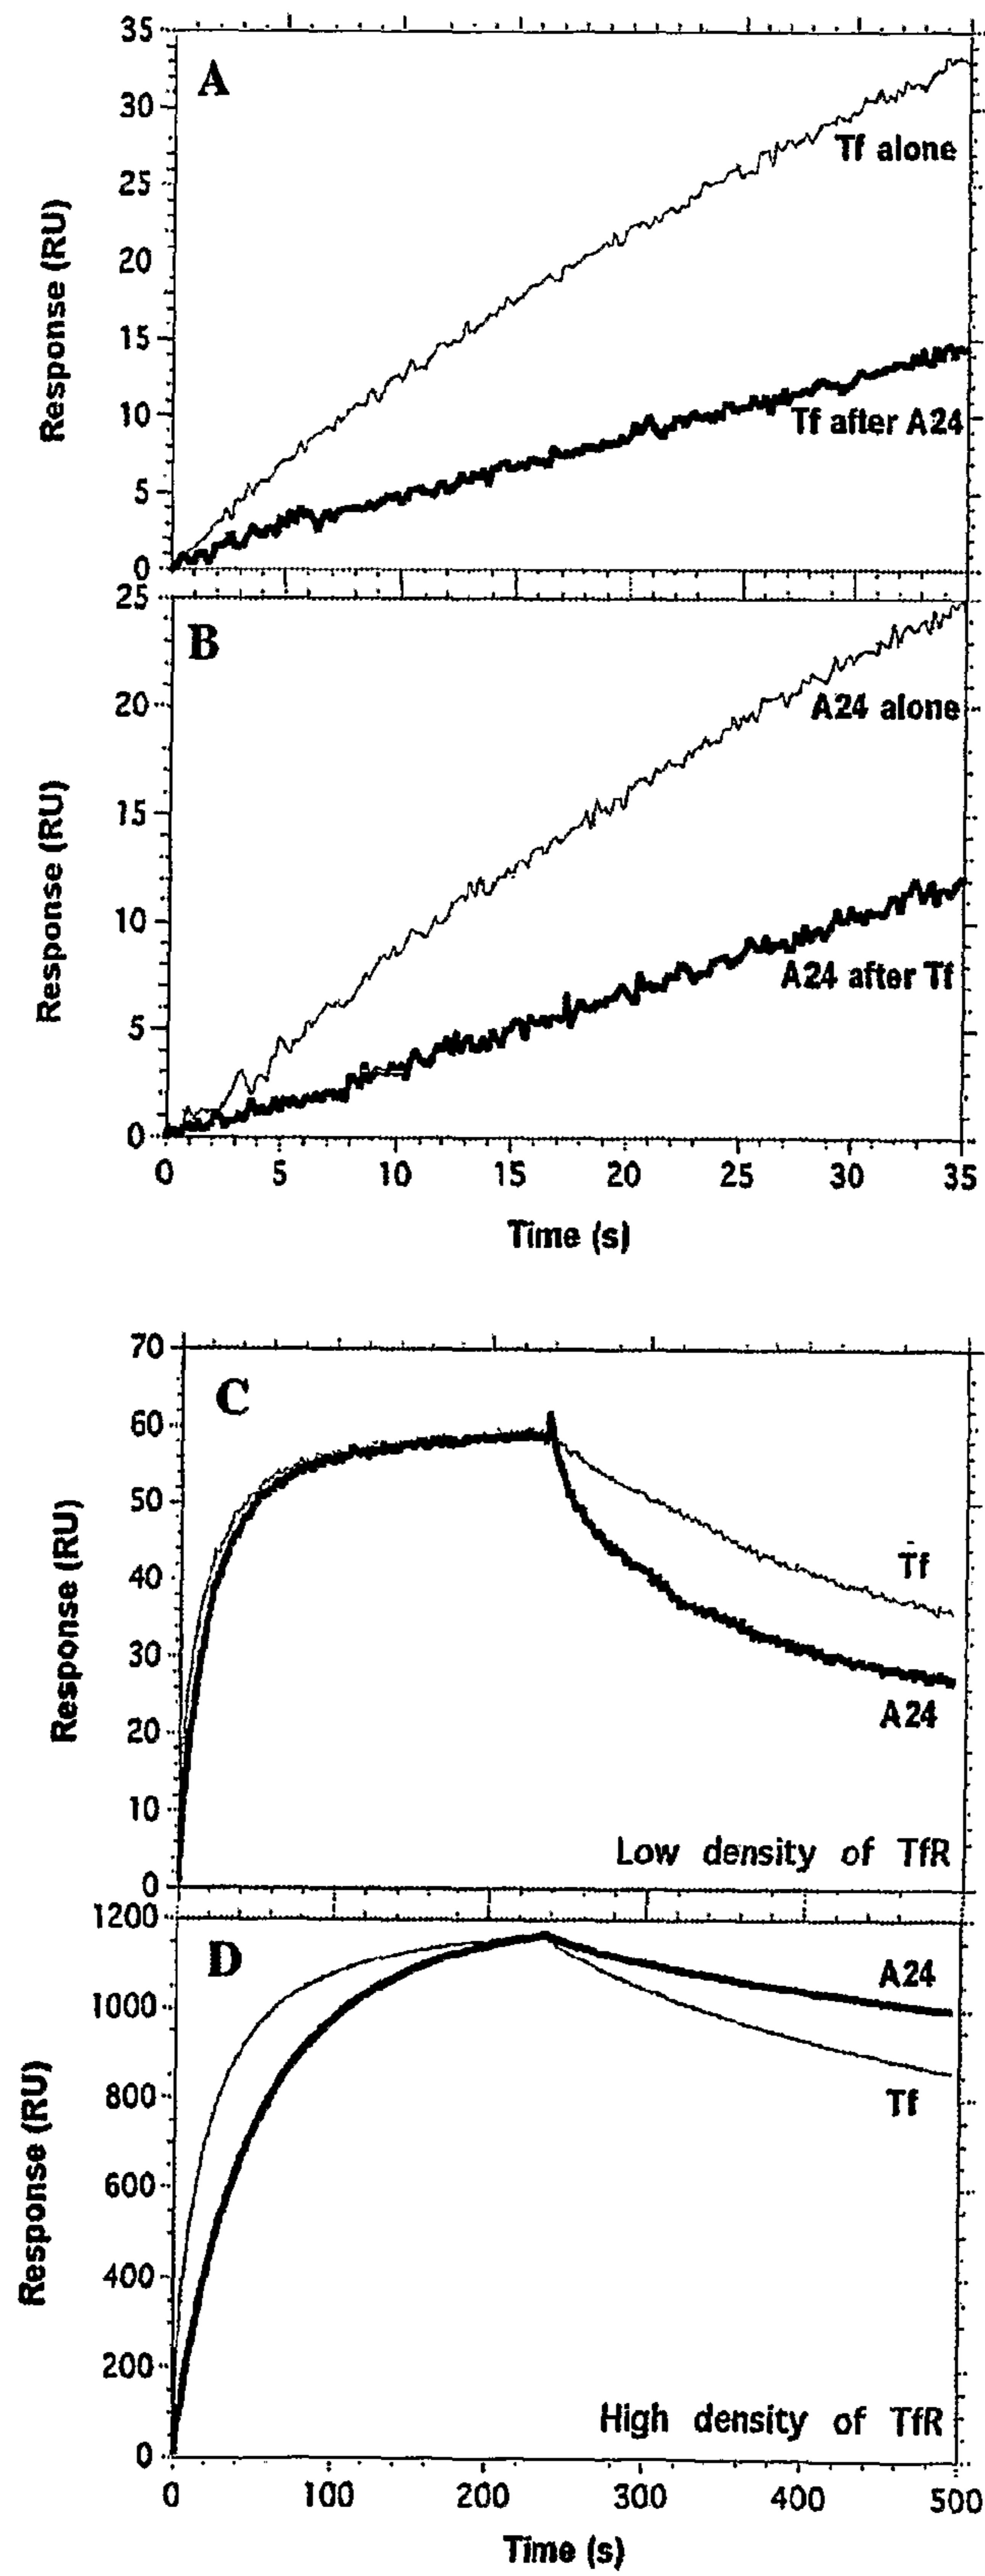 35
A
30
Tf alone
25
20
15
10
Tf after A24
5
0
Response (RU)
25
B
20
A24 alone
15
10
A24 after Tf
5
0
Response (RU)
0 5 10 15 20 25 30 35
Time (s)
70
C
60
50
40
Tf
30
20
A24
10
Low density of TfR
0
Response (RU)
1200
D
A24
1000
800
Tf
600
400
200
High density of TfR
0
Response (RU)
0 100 200 300 400 500
Time (s)